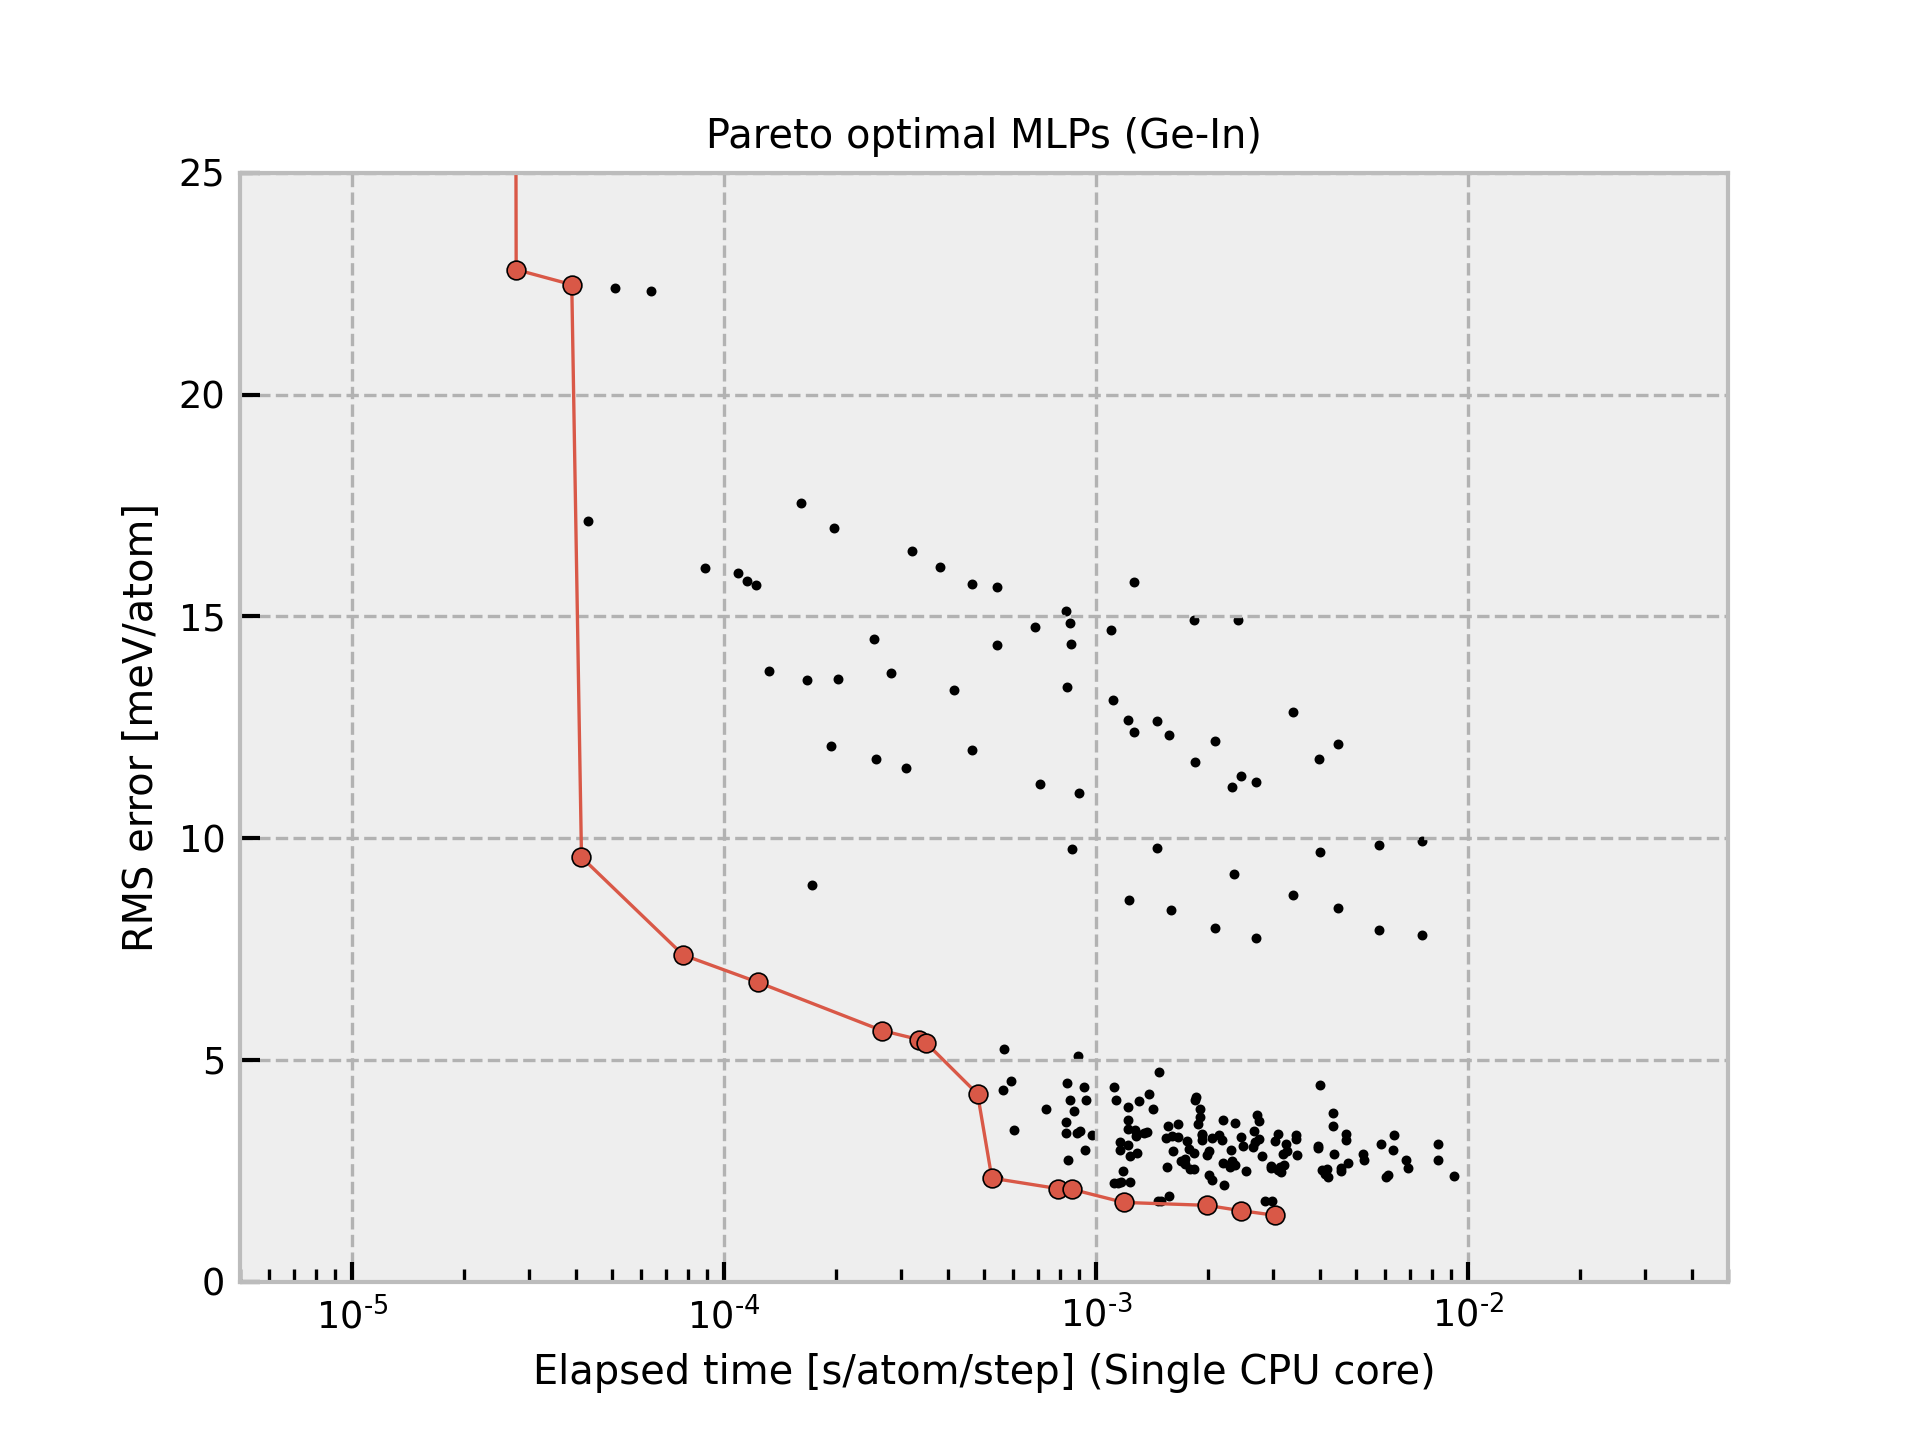 Pareto optimal MLPs (Ge-In)
25
20
15
10
5
0
RMS error [meV/atom]
10-5 10-4 10-3 10-2
Elapsed time [s/atom/step] (Single CPU core)